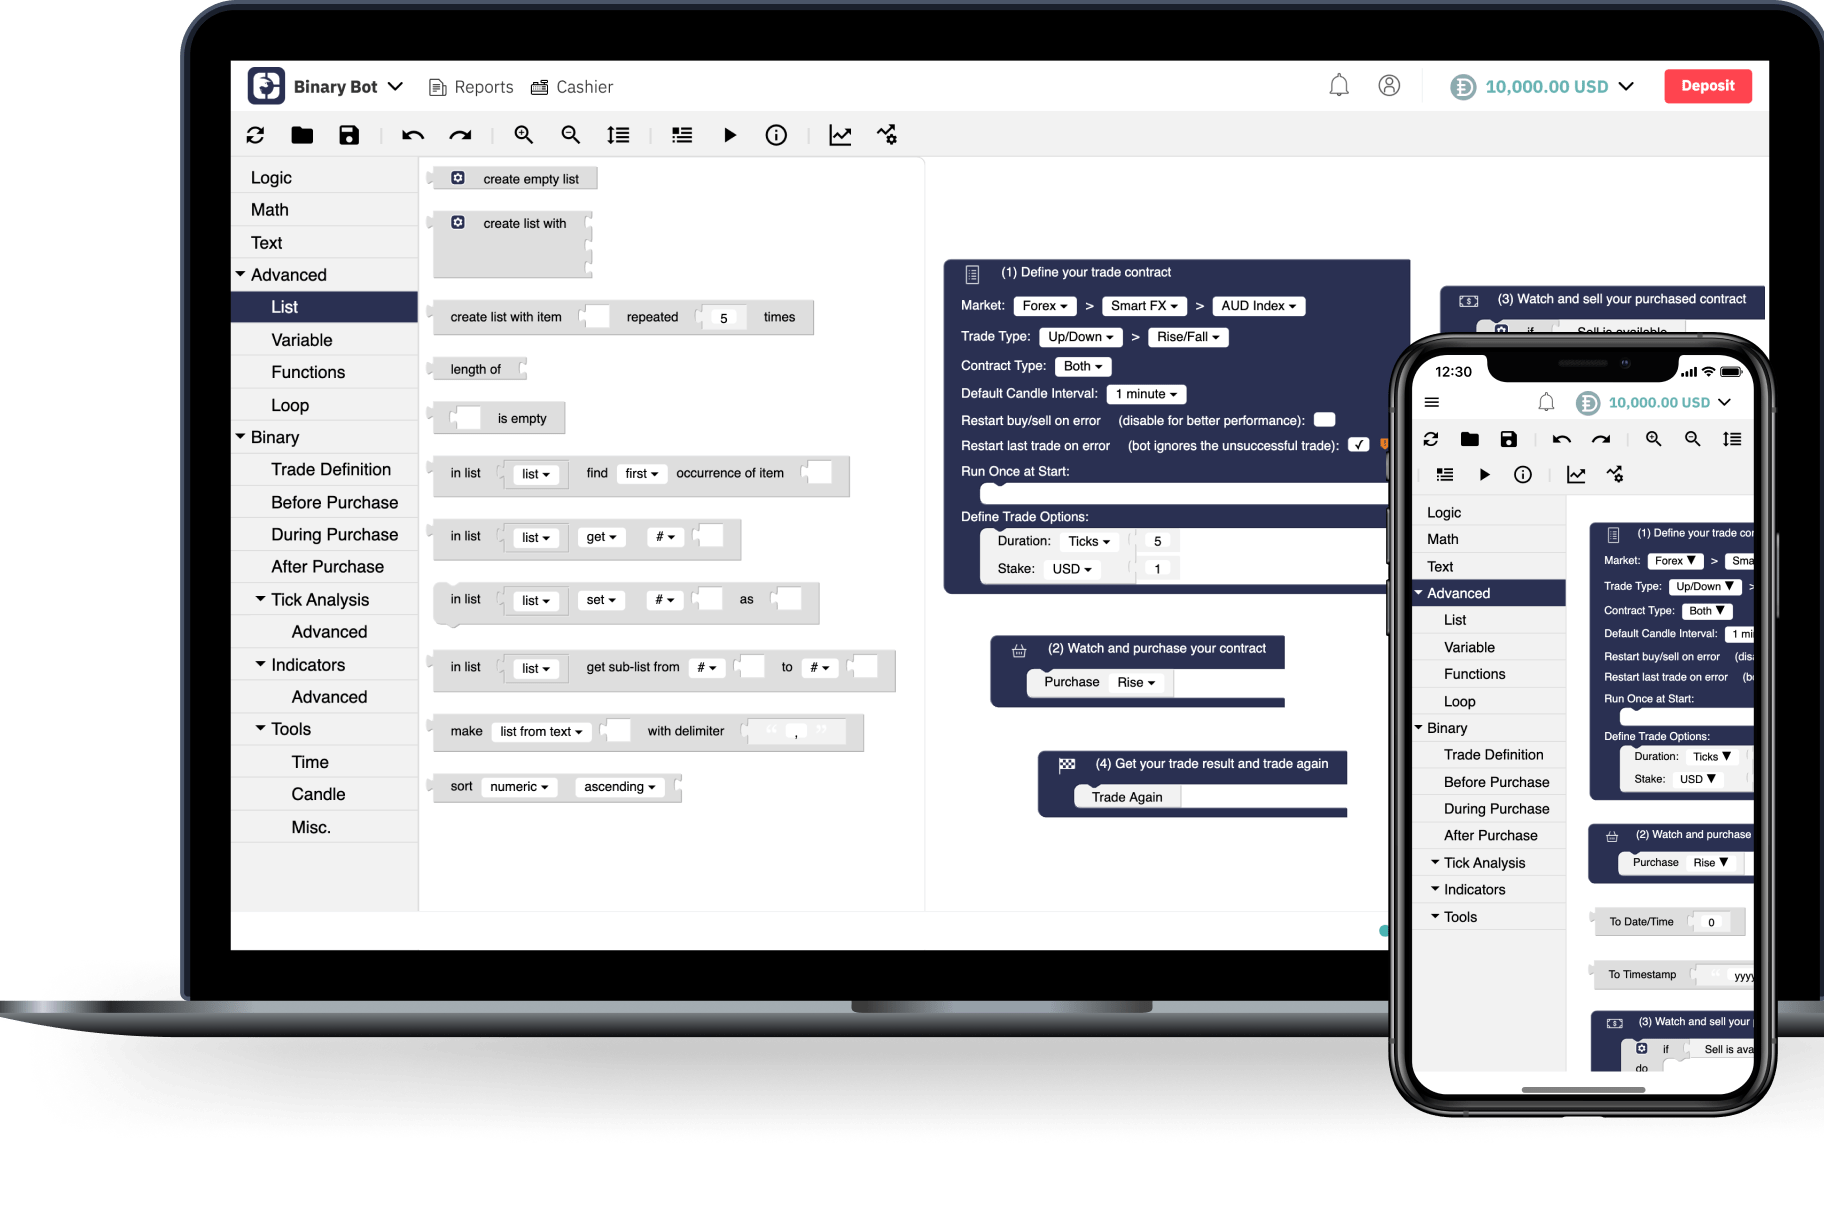 Binary Bot
Reports
Cashier
10,000.00 USD
Deposit
Logic
Math
Text
Advanced
List
Variable
Functions
Loop
Binary
Trade Definition
Before Purchase
During Purchase
After Purchase
Tick Analysis
Advanced
Indicators
Advanced
Tools
Time
Candle
Misc.
create empty list
create list with
create list with item repeated 5 times
length of
is empty
in list list find first occurrence of item
in list list get #
in list list set # as
in list list get sub-list from # to #
make list from text with delimiter “ , ”
sort numeric ascending
(1) Define your trade contract
Market: Forex > Smart FX > AUD Index
Trade Type: Up/Down > Rise/Fall
Contract Type: Both
Default Candle Interval: 1 minute
Restart buy/sell on error (disable for better performance):
Restart last trade on error (bot ignores the unsuccessful trade): ✓
Run Once at Start:
Define Trade Options:
Duration: Ticks 5
Stake: USD 1
(2) Watch and purchase your contract
Purchase Rise
(4) Get your trade result and trade again
Trade Again
(3) Watch and sell your purchased contract
if Sell is available
12:30
10,000.00 USD
Logic
Math
Text
Advanced
List
Variable
Functions
Loop
Binary
Trade Definition
Before Purchase
During Purchase
After Purchase
Tick Analysis
Indicators
Tools
(1) Define your trade cor
Market: Forex > Sma
Trade Type: Up/Down >
Contract Type: Both
Default Candle Interval: 1 mi
Restart buy/sell on error (dis
Restart last trade on error (b
Run Once at Start:
Define Trade Options:
Duration: Ticks
Stake: USD
(2) Watch and purchase
Purchase Rise
To Date/Time 0
To Timestamp “ yyyy
(3) Watch and sell your
if Sell is ava
do